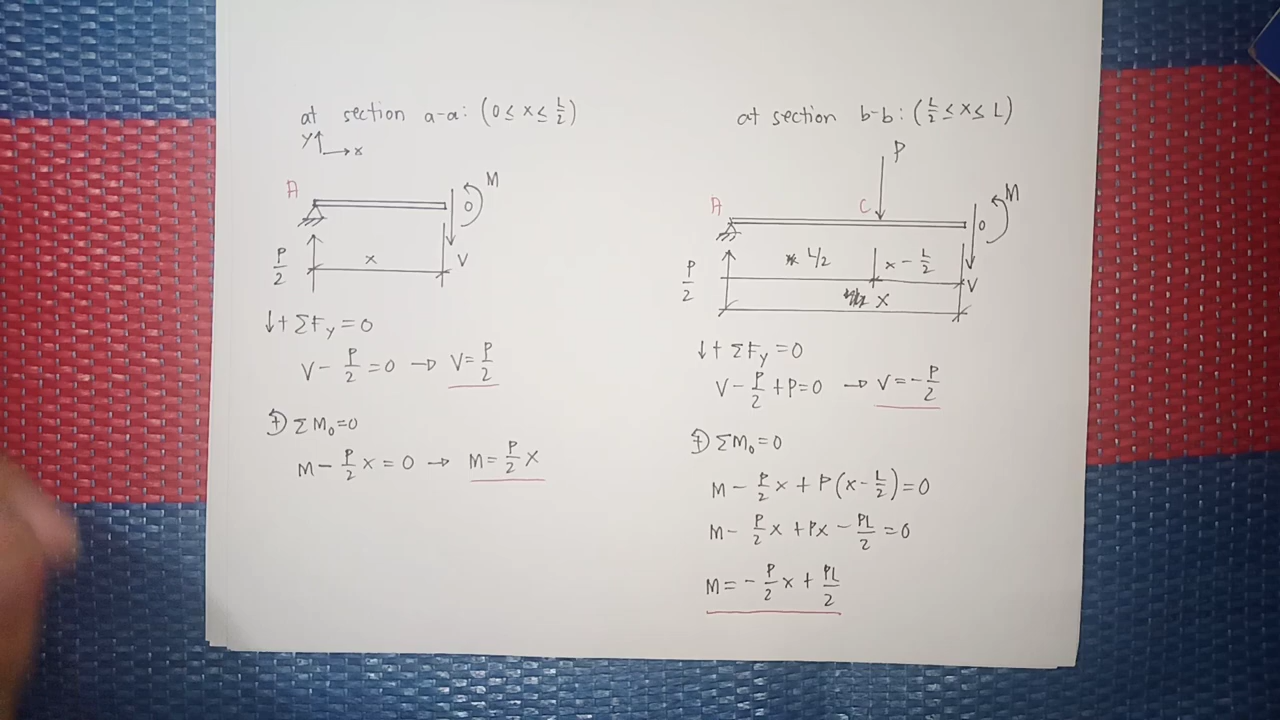 at section a-a: (0 ≤ x ≤ L/2)
Y
x
A
M
O
P/2
x
V
↓+ ΣFy = 0
V - P/2 = 0 → V = P/2
+ ΣMo = 0
M - P/2 x = 0 → M = P/2 x
at section b-b: (L/2 ≤ x ≤ L)
P
A
C
M
O
L/2
x - L/2
P/2
V
x
↓+ ΣFy = 0
V - P/2 + P = 0 → V = - P/2
+ ΣMo = 0
M - P/2 x + P(x - L/2) = 0
M - P/2 x + Px - PL/2 = 0
M = - P/2 x + PL/2